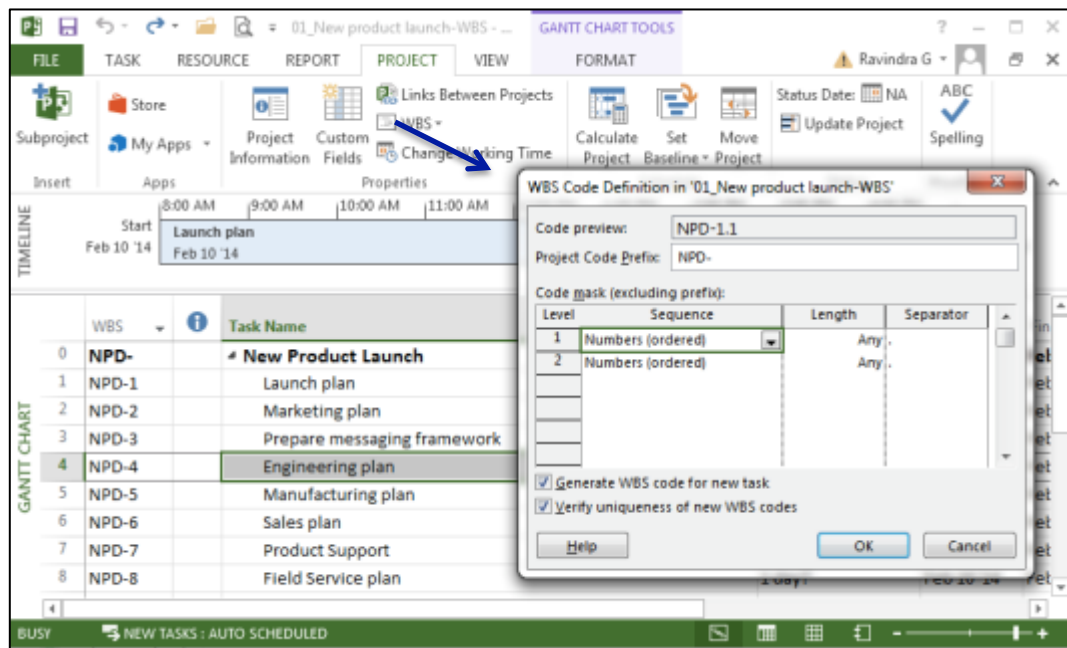 01_New product launch-WBS - ...
GANTT CHART TOOLS
?
FILE TASK RESOURCE REPORT PROJECT VIEW FORMAT Ravindra G
Subproject
Store
My Apps
Project Information
Custom Fields
Links Between Projects
WBS
Change Working Time
Calculate Project
Set Baseline
Move Project
Status Date: NA
Update Project
ABC
Spelling
Insert Apps Properties
WBS Code Definition in '01_New product launch-WBS'
Code preview: NPD-1.1
Project Code Prefix: NPD-
Code mask (excluding prefix):
Level Sequence Length Separator
1 Numbers (ordered) Any .
2 Numbers (ordered) Any .
Generate WBS code for new task
Verify uniqueness of new WBS codes
Help OK Cancel
TIMELINE
8:00 AM 9:00 AM 10:00 AM 11:00 AM
Start
Feb 10 '14
Launch plan
Feb 10 '14
GANTT CHART
WBS Task Name
0 NPD- New Product Launch
1 NPD-1 Launch plan
2 NPD-2 Marketing plan
3 NPD-3 Prepare messaging framework
4 NPD-4 Engineering plan
5 NPD-5 Manufacturing plan
6 NPD-6 Sales plan
7 NPD-7 Product Support
8 NPD-8 Field Service plan
BUSY NEW TASKS : AUTO SCHEDULED